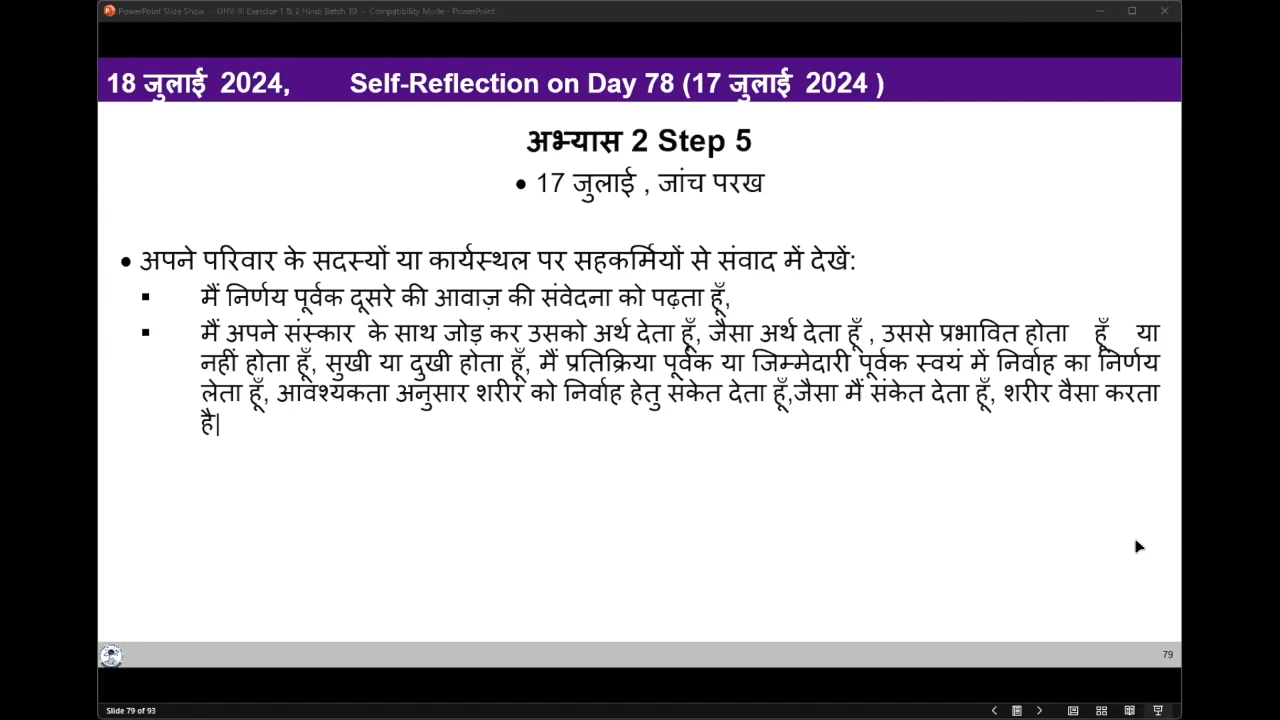 PowerPoint Slide Show - UHV-III Exercise 1 & 2 Hindi Batch 10 - Compatibility Mode - PowerPoint
18 जुलाई 2024, Self-Reflection on Day 78 (17 जुलाई 2024 )
अभ्यास 2 Step 5
• 17 जुलाई , जांच परख
• अपने परिवार के सदस्यों या कार्यस्थल पर सहकर्मियों से संवाद में देखें:
▪ मैं निर्णय पूर्वक दूसरे की आवाज़ की संवेदना को पढ़ता हूँ,
▪ मैं अपने संस्कार के साथ जोड़ कर उसको अर्थ देता हूँ, जैसा अर्थ देता हूँ , उससे प्रभावित होता हूँ या
नहीं होता हूँ, सुखी या दुखी होता हूँ, मैं प्रतिक्रिया पूर्वक या जिम्मेदारी पूर्वक स्वयं में निर्वाह का निर्णय
लेता हूँ, आवश्यकता अनुसार शरीर को निर्वाह हेतु संकेत देता हूँ,जैसा मैं संकेत देता हूँ, शरीर वैसा करता
है|
79
Slide 79 of 93